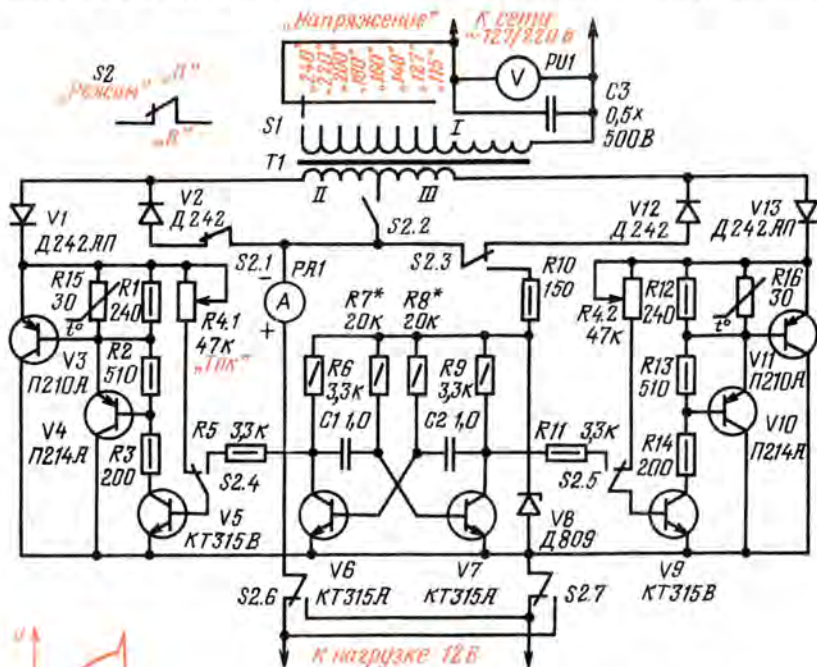 „Напряжение"
К сети
~127/220 В
S2
„Режим"
„П"
„В"
„240"
„220"
„200"
„180"
„160"
„140"
„127"
„115"
PU1
V
C3
0,5×
500В
S1
I
T1
II
III
V1
Д242АП
V2
Д242
S2.2
V12
Д242
V13
Д242АП
S2.1
PA1
−
A
+
S2.3
R10
150
R15
30
t°
R1
240
R4.1
47к
„Ток"
R7*
20к
R8*
20к
R4.2
47к
R12
240
R16
30
t°
V3
П210А
R2
510
R6
3,3к
R9
3,3к
R13
510
V11
П210А
V4
П214А
R3
200
R5
3,3к
C1 1,0
C2 1,0
R11
3,3к
R14
200
V10
П214А
S2.4
S2.5
V5
КТ315В
V6
КТ315А
V7
КТ315А
V8
Д809
V9
КТ315В
S2.6
S2.7
К нагрузке 12В